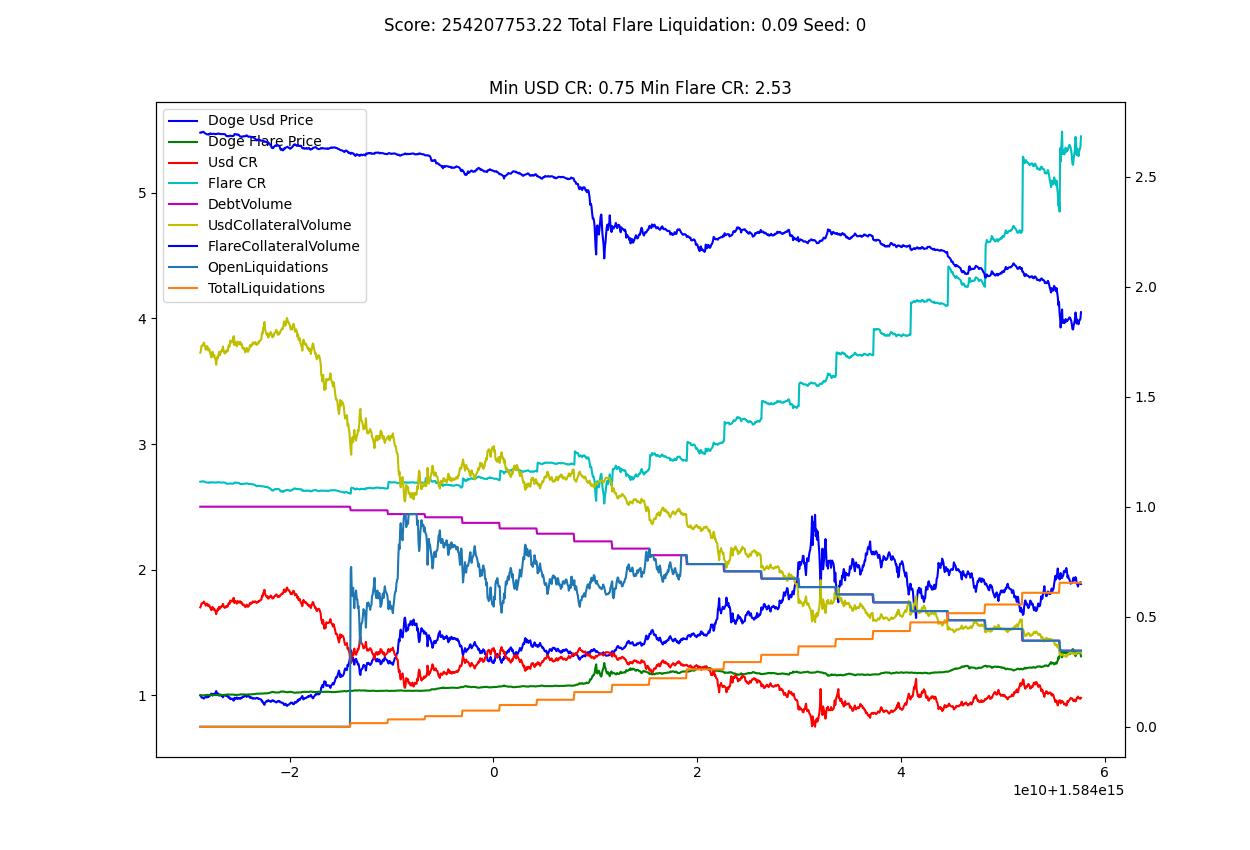 Score: 254207753.22 Total Flare Liquidation: 0.09 Seed: 0
Min USD CR: 0.75 Min Flare CR: 2.53
Doge Usd Price
Doge Flare Price
Usd CR
Flare CR
DebtVolume
UsdCollateralVolume
FlareCollateralVolume
OpenLiquidations
TotalLiquidations
5
4
3
2
1
2.5
2.0
1.5
1.0
0.5
0.0
−2 0 2 4 6
1e10+1.584e15